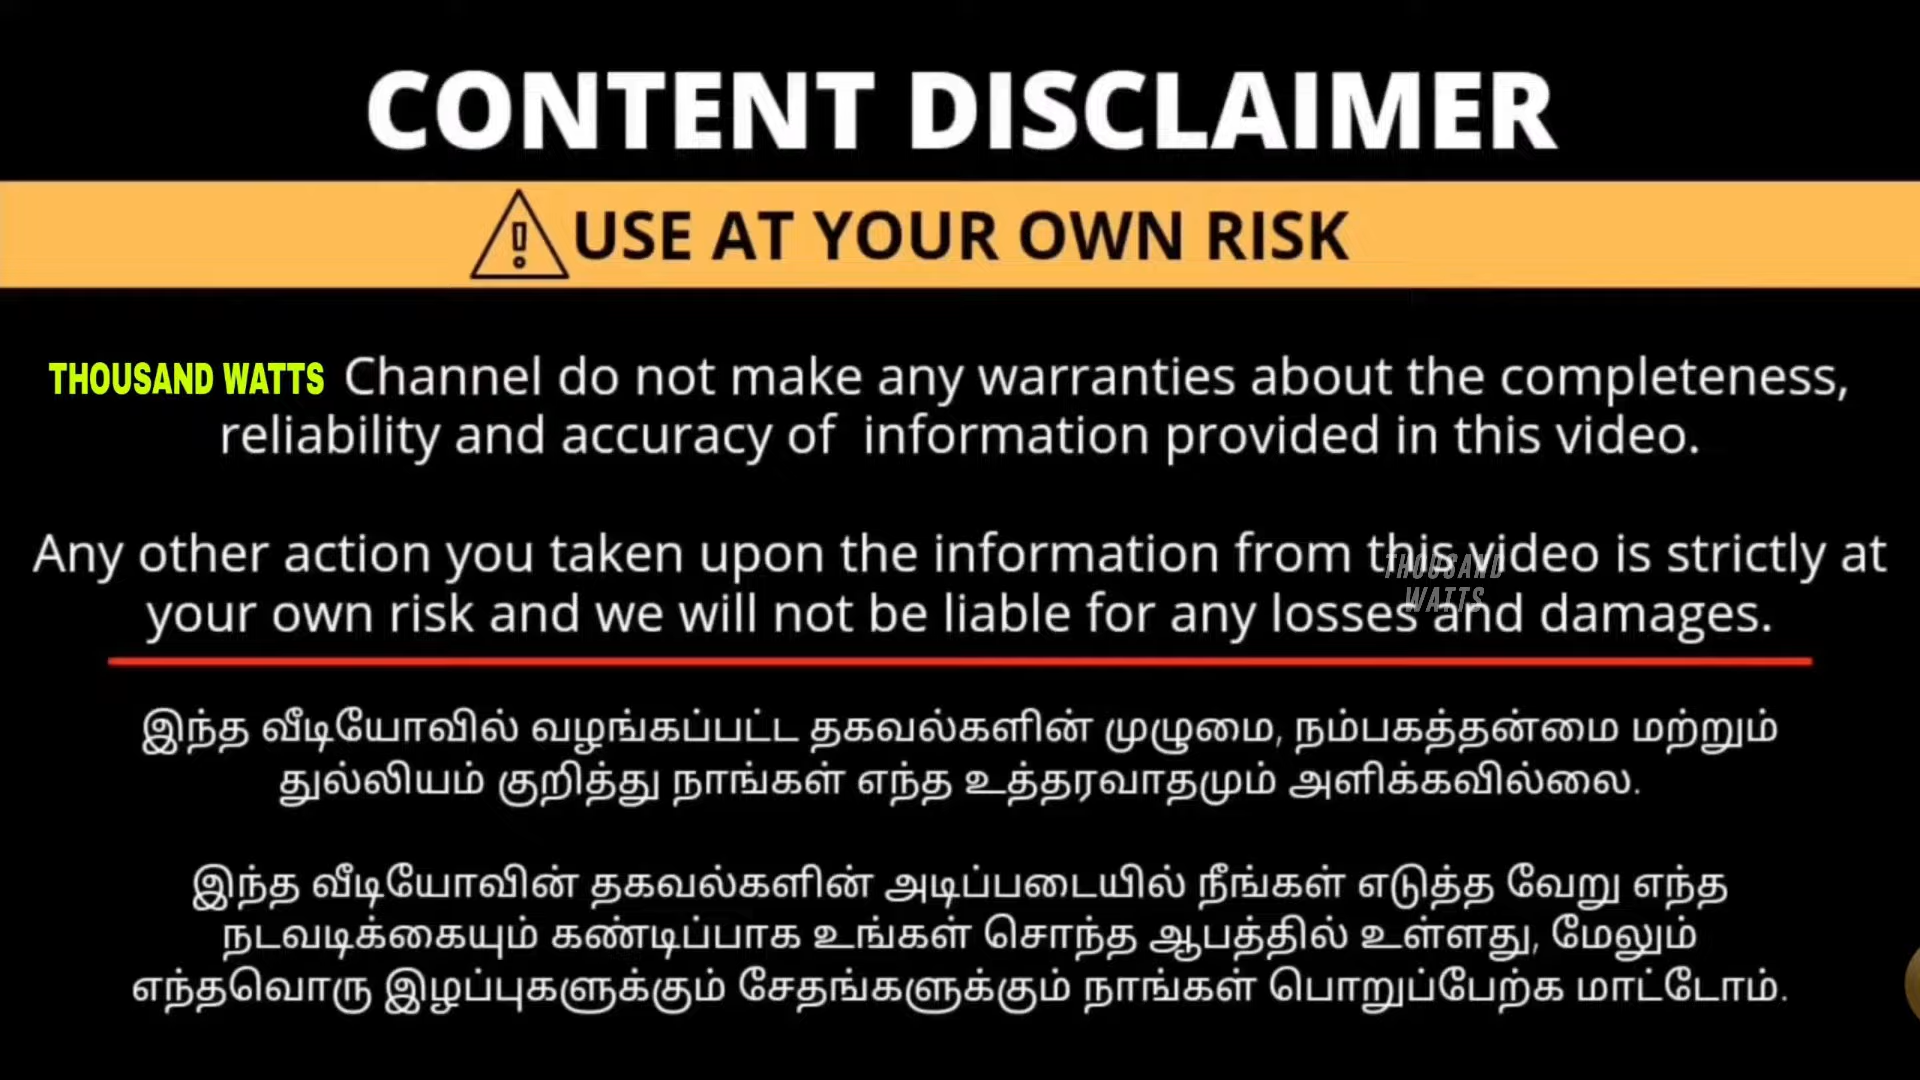 CONTENT DISCLAIMER
USE AT YOUR OWN RISK
THOUSAND WATTS Channel do not make any warranties about the completeness,
reliability and accuracy of information provided in this video.
Any other action you taken upon the information from this video is strictly at
your own risk and we will not be liable for any losses and damages.
THOUSAND
WATTS
இந்த வீடியோவில் வழங்கப்பட்ட தகவல்களின் முழுமை, நம்பகத்தன்மை மற்றும்
துல்லியம் குறித்து நாங்கள் எந்த உத்தரவாதமும் அளிக்கவில்லை.
இந்த வீடியோவின் தகவல்களின் அடிப்படையில் நீங்கள் எடுத்த வேறு எந்த
நடவடிக்கையும் கண்டிப்பாக உங்கள் சொந்த ஆபத்தில் உள்ளது, மேலும்
எந்தவொரு இழப்புகளுக்கும் சேதங்களுக்கும் நாங்கள் பொறுப்பேற்க மாட்டோம்.